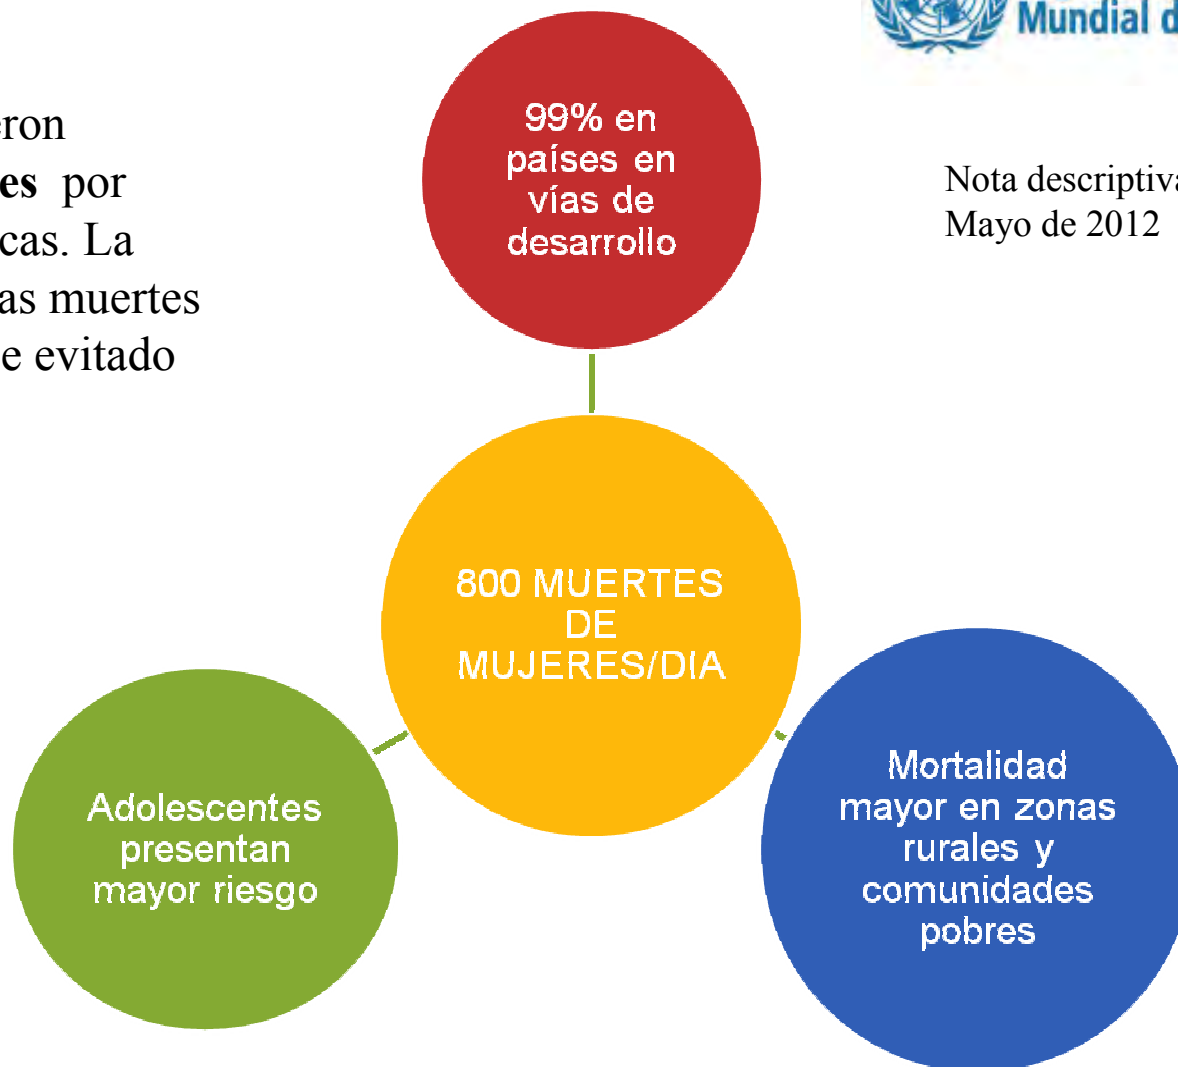 Mundial d
eron
es por
cas. La
as muertes
e evitado
99% en
países en
vías de
desarrollo
Nota descriptiva
Mayo de 2012
800 MUERTES
DE
MUJERES/DIA
Adolescentes
presentan
mayor riesgo
Mortalidad
mayor en zonas
rurales y
comunidades
pobres